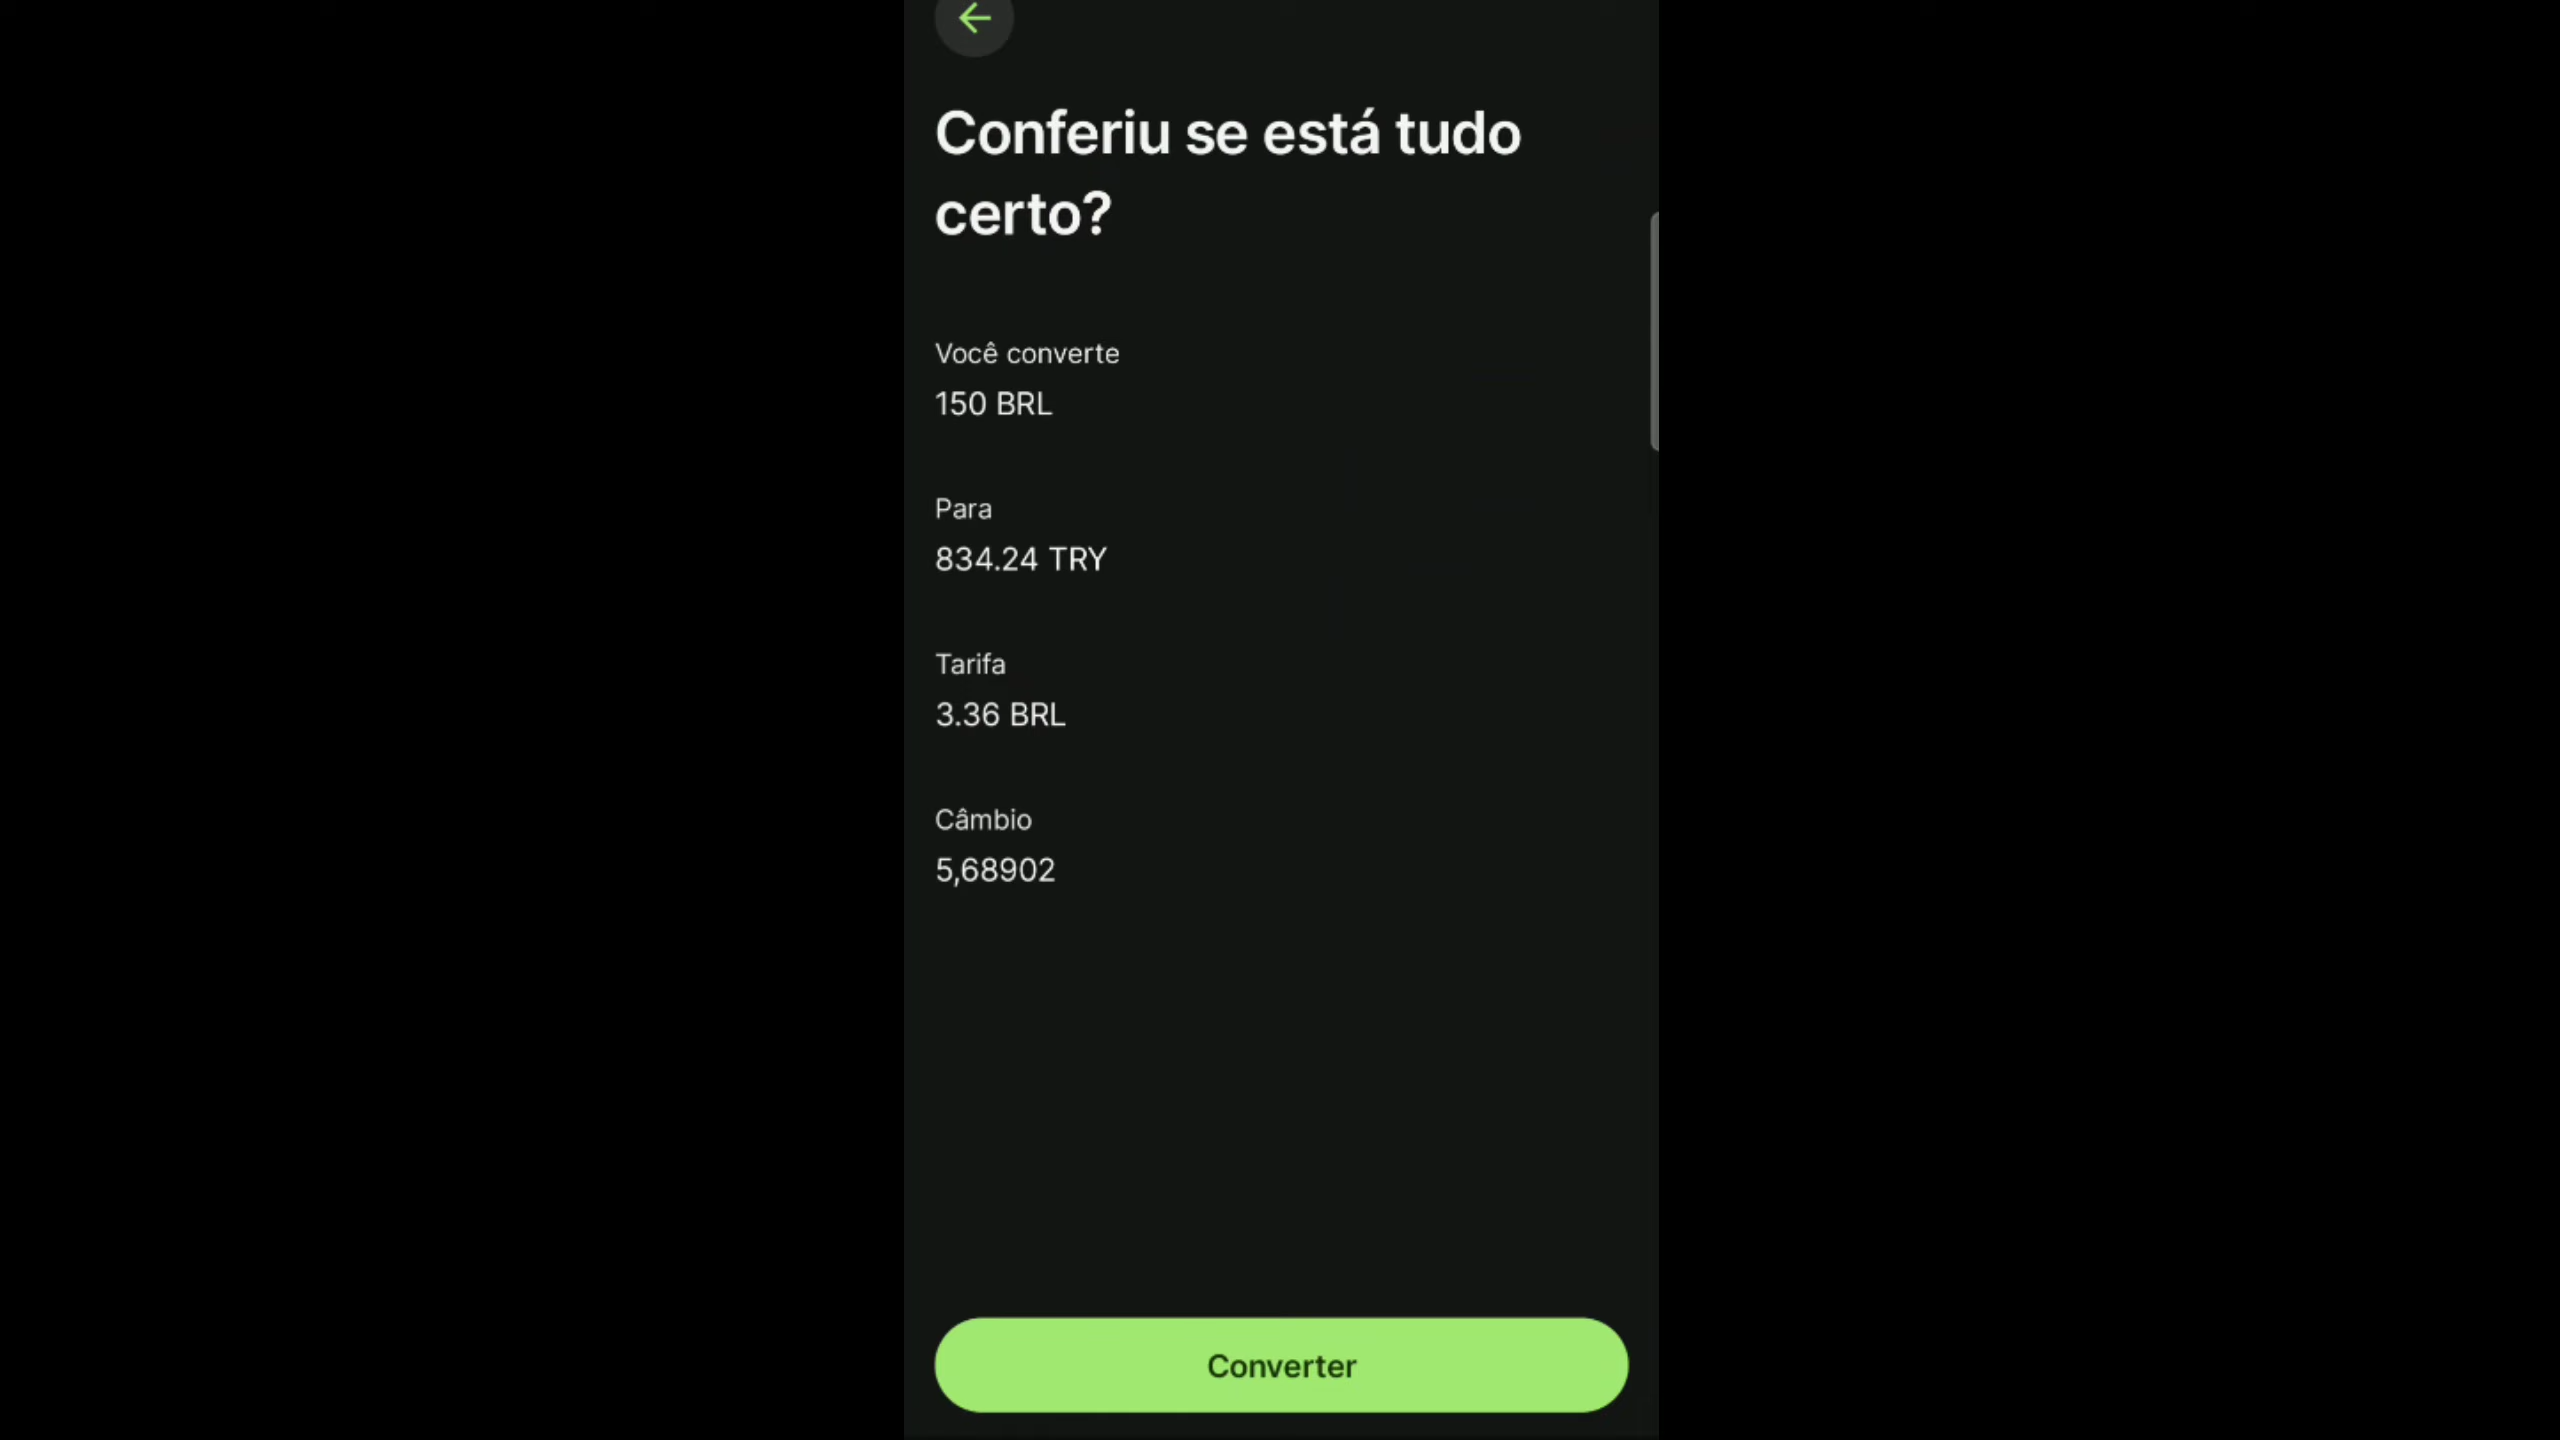 Conferiu se está tudo
certo?
Você converte
150 BRL
Para
834.24 TRY
Tarifa
3.36 BRL
Câmbio
5,68902
Converter